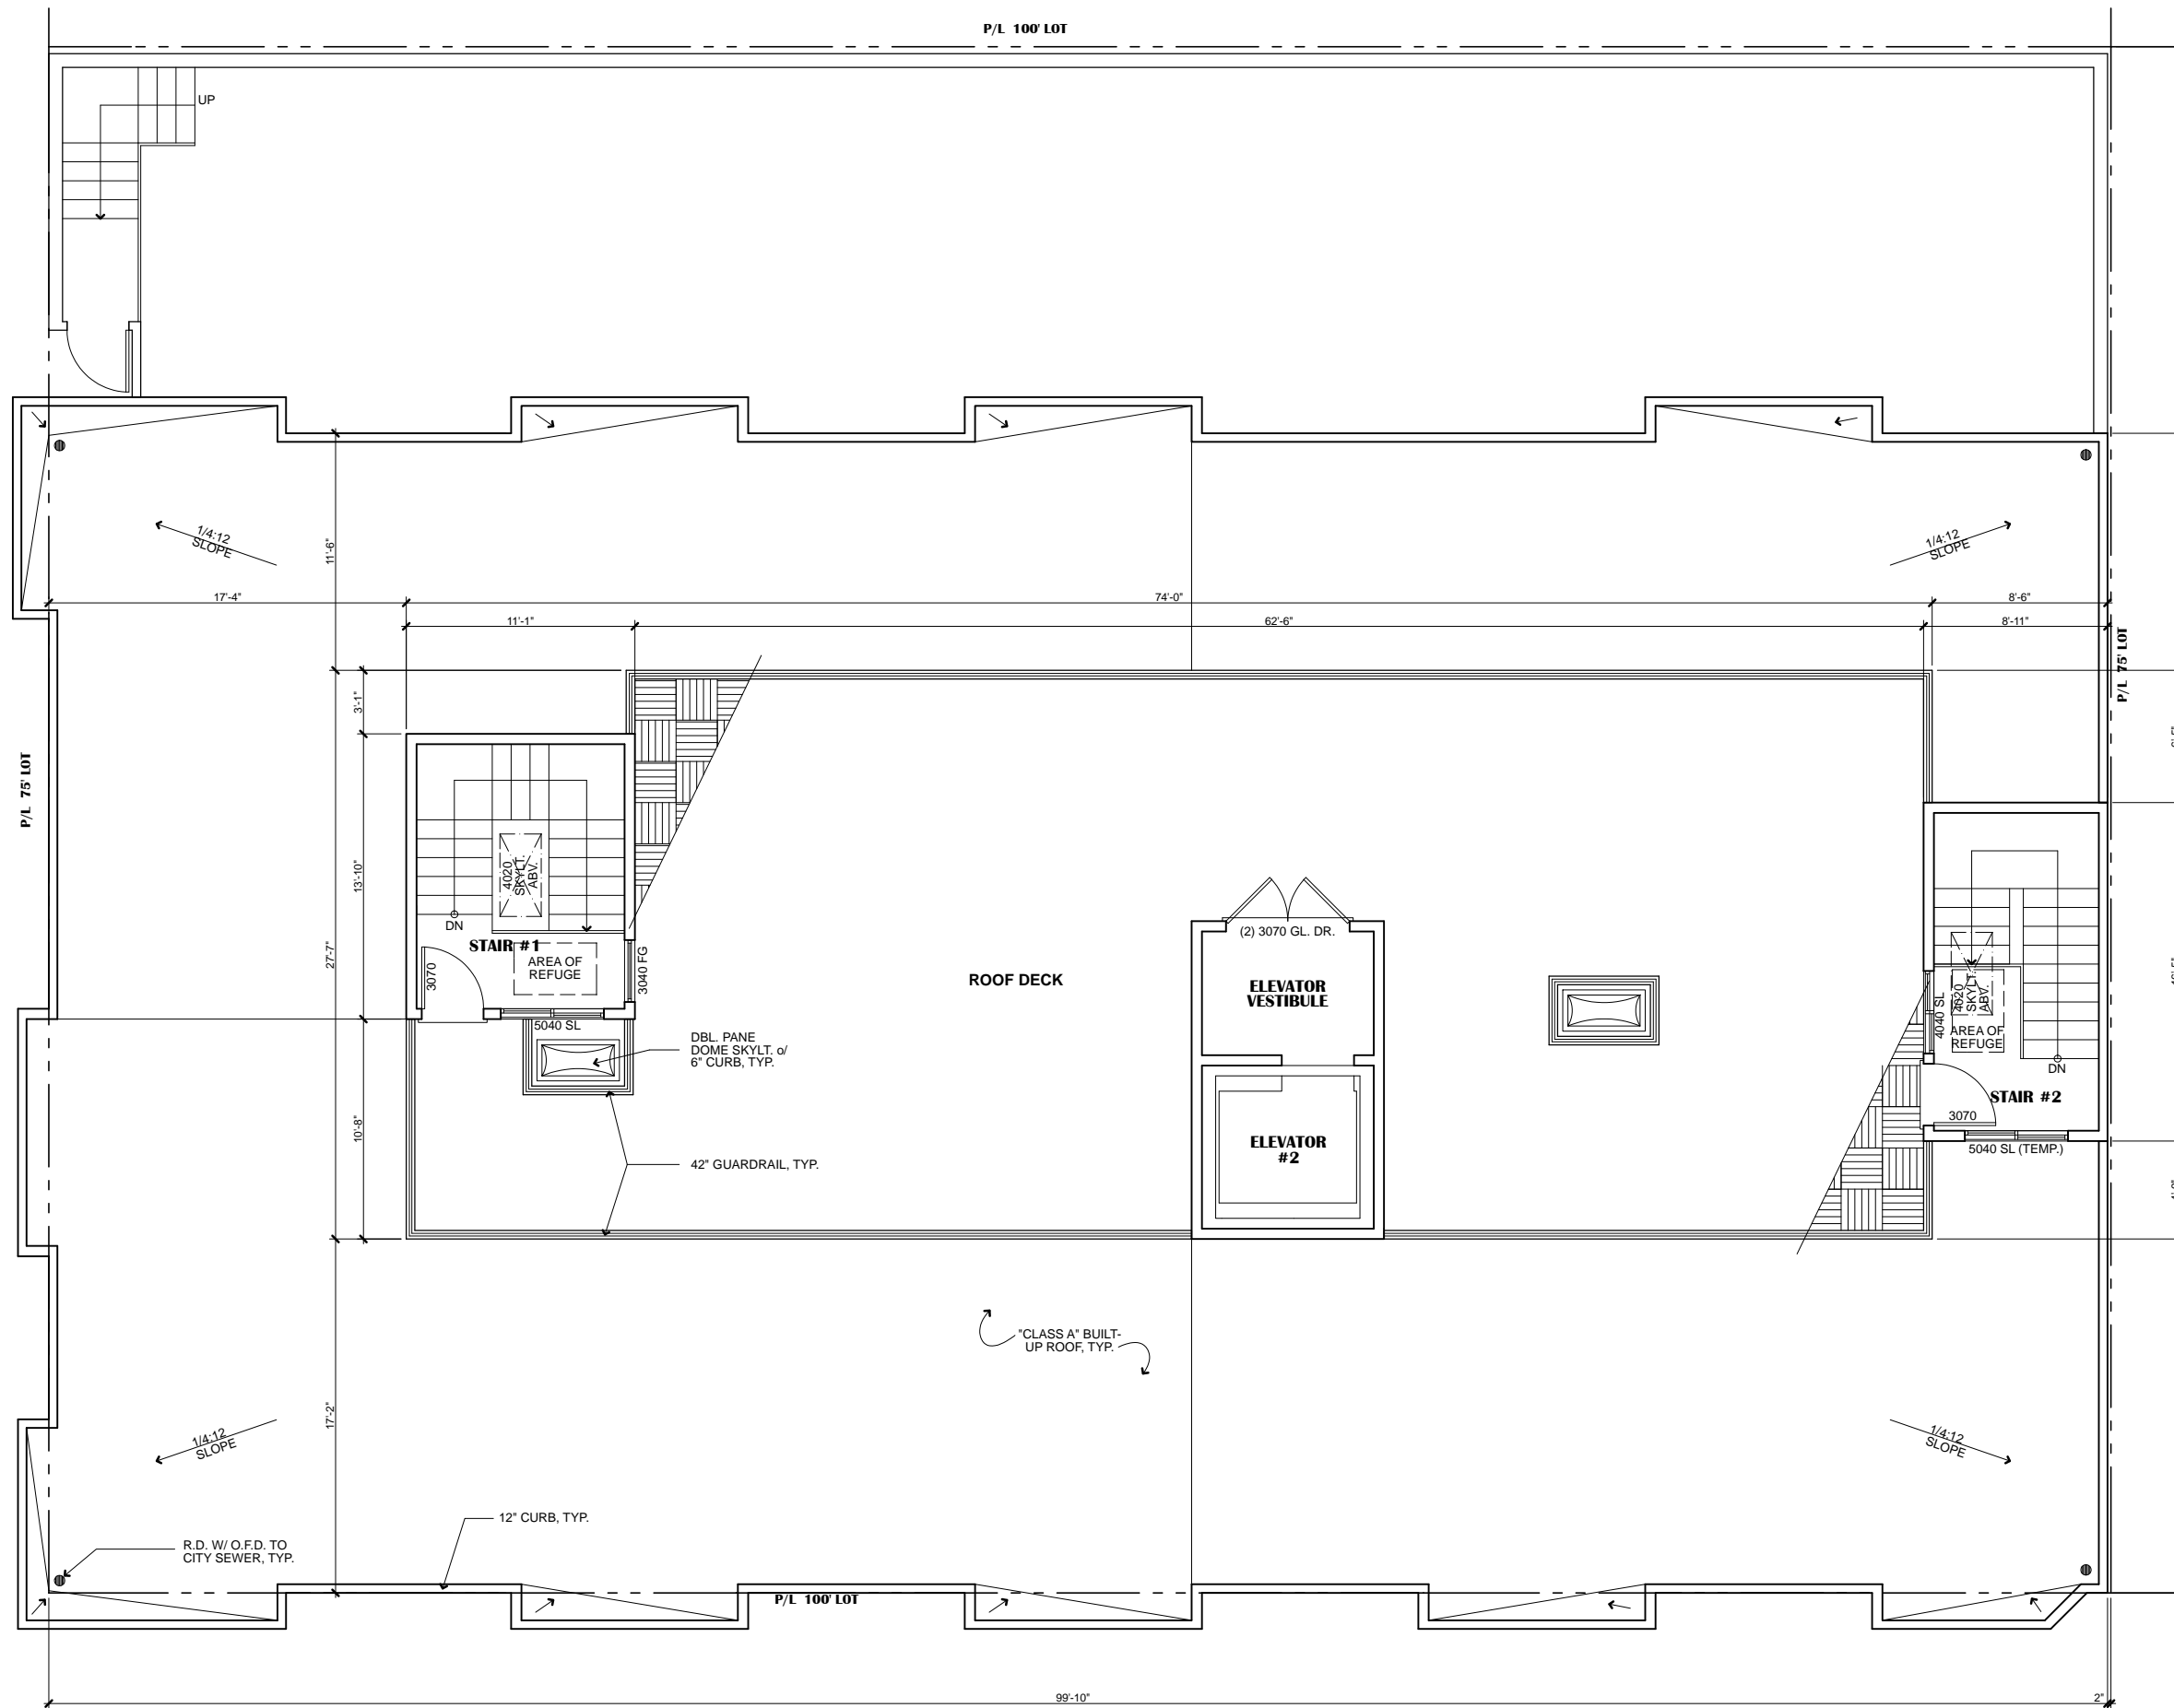 P/L 100' LOT
UP
1/4:12
SLOPE
1/4:12
SLOPE
11'-6"
17'-4"
74'-0"
8'-6"
11'-1"
62'-6"
8'-11"
P/L 75' LOT
3'-1"
P/L 75' LOT
13'-10"
4020
SKYLT.
ABV.
DN
STAIR #1
AREA OF
REFUGE
3070
3040 FG
5040 SL
27'-7"
(2) 3070 GL. DR.
ROOF DECK
ELEVATOR
VESTIBULE
4040 SL
4020
SKYLT.
ABV.
AREA OF
REFUGE
DN
STAIR #2
3070
5040 SL (TEMP.)
DBL. PANE
DOME SKYLT. o/
6" CURB, TYP.
10'-8"
ELEVATOR
#2
42" GUARDRAIL, TYP.
"CLASS A" BUILT-
UP ROOF, TYP.
17'-2"
1/4:12
SLOPE
1/4:12
SLOPE
12" CURB, TYP.
R.D. W/ O.F.D. TO
CITY SEWER, TYP.
P/L 100' LOT
99'-10"
2"